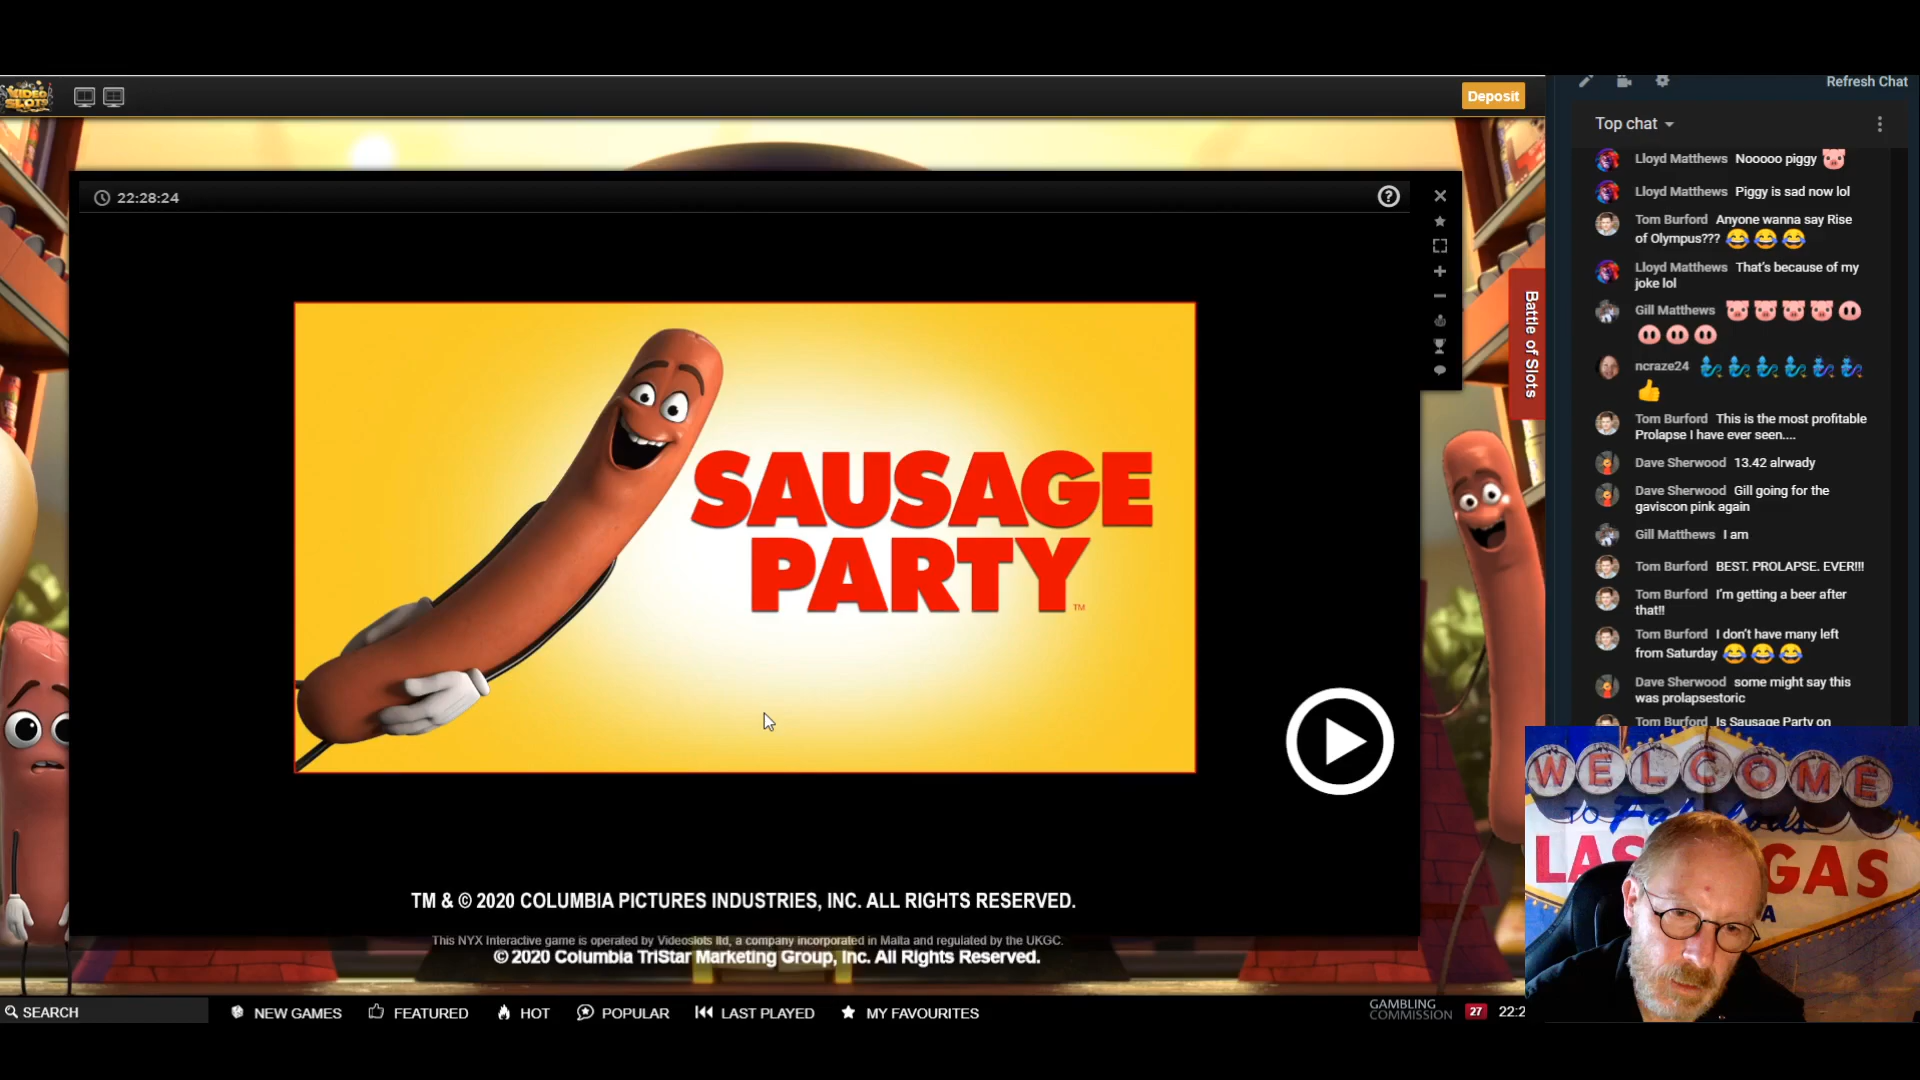 VIDEO
SLOTS
Deposit
22:28:24
?
SAUSAGE
PARTY
TM
TM & © 2020 COLUMBIA PICTURES INDUSTRIES, INC. ALL RIGHTS RESERVED.
This NYX Interactive game is operated by Videoslots ltd, a company incorporated in Malta and regulated by the UKGC.
© 2020 Columbia TriStar Marketing Group, Inc. All Rights Reserved.
Battle of Slots
SEARCH
NEW GAMES
FEATURED
HOT
POPULAR
LAST PLAYED
MY FAVOURITES
GAMBLING
COMMISSION
27
22:2
Refresh Chat
Top chat
Lloyd Matthews Nooooo piggy 🐷
Lloyd Matthews Piggy is sad now lol
Tom Burford Anyone wanna say Rise
of Olympus??? 😂 😂 😂
Lloyd Matthews That's because of my
joke lol
Gill Matthews 🐷 🐷 🐷 🐷 🐽
🐽 🐽 🐽
ncraze24
👍
Tom Burford This is the most profitable
Prolapse I have ever seen....
Dave Sherwood 13.42 alrwady
Dave Sherwood Gill going for the
gaviscon pink again
Gill Matthews I am
Tom Burford BEST. PROLAPSE. EVER!!!
Tom Burford I'm getting a beer after
that!!
Tom Burford I don't have many left
from Saturday 😂 😂 😂
Dave Sherwood some might say this
was prolapsestoric
Tom Burford Is Sausage Party on
WELCOME
TO Fabulous
LAS VEGAS